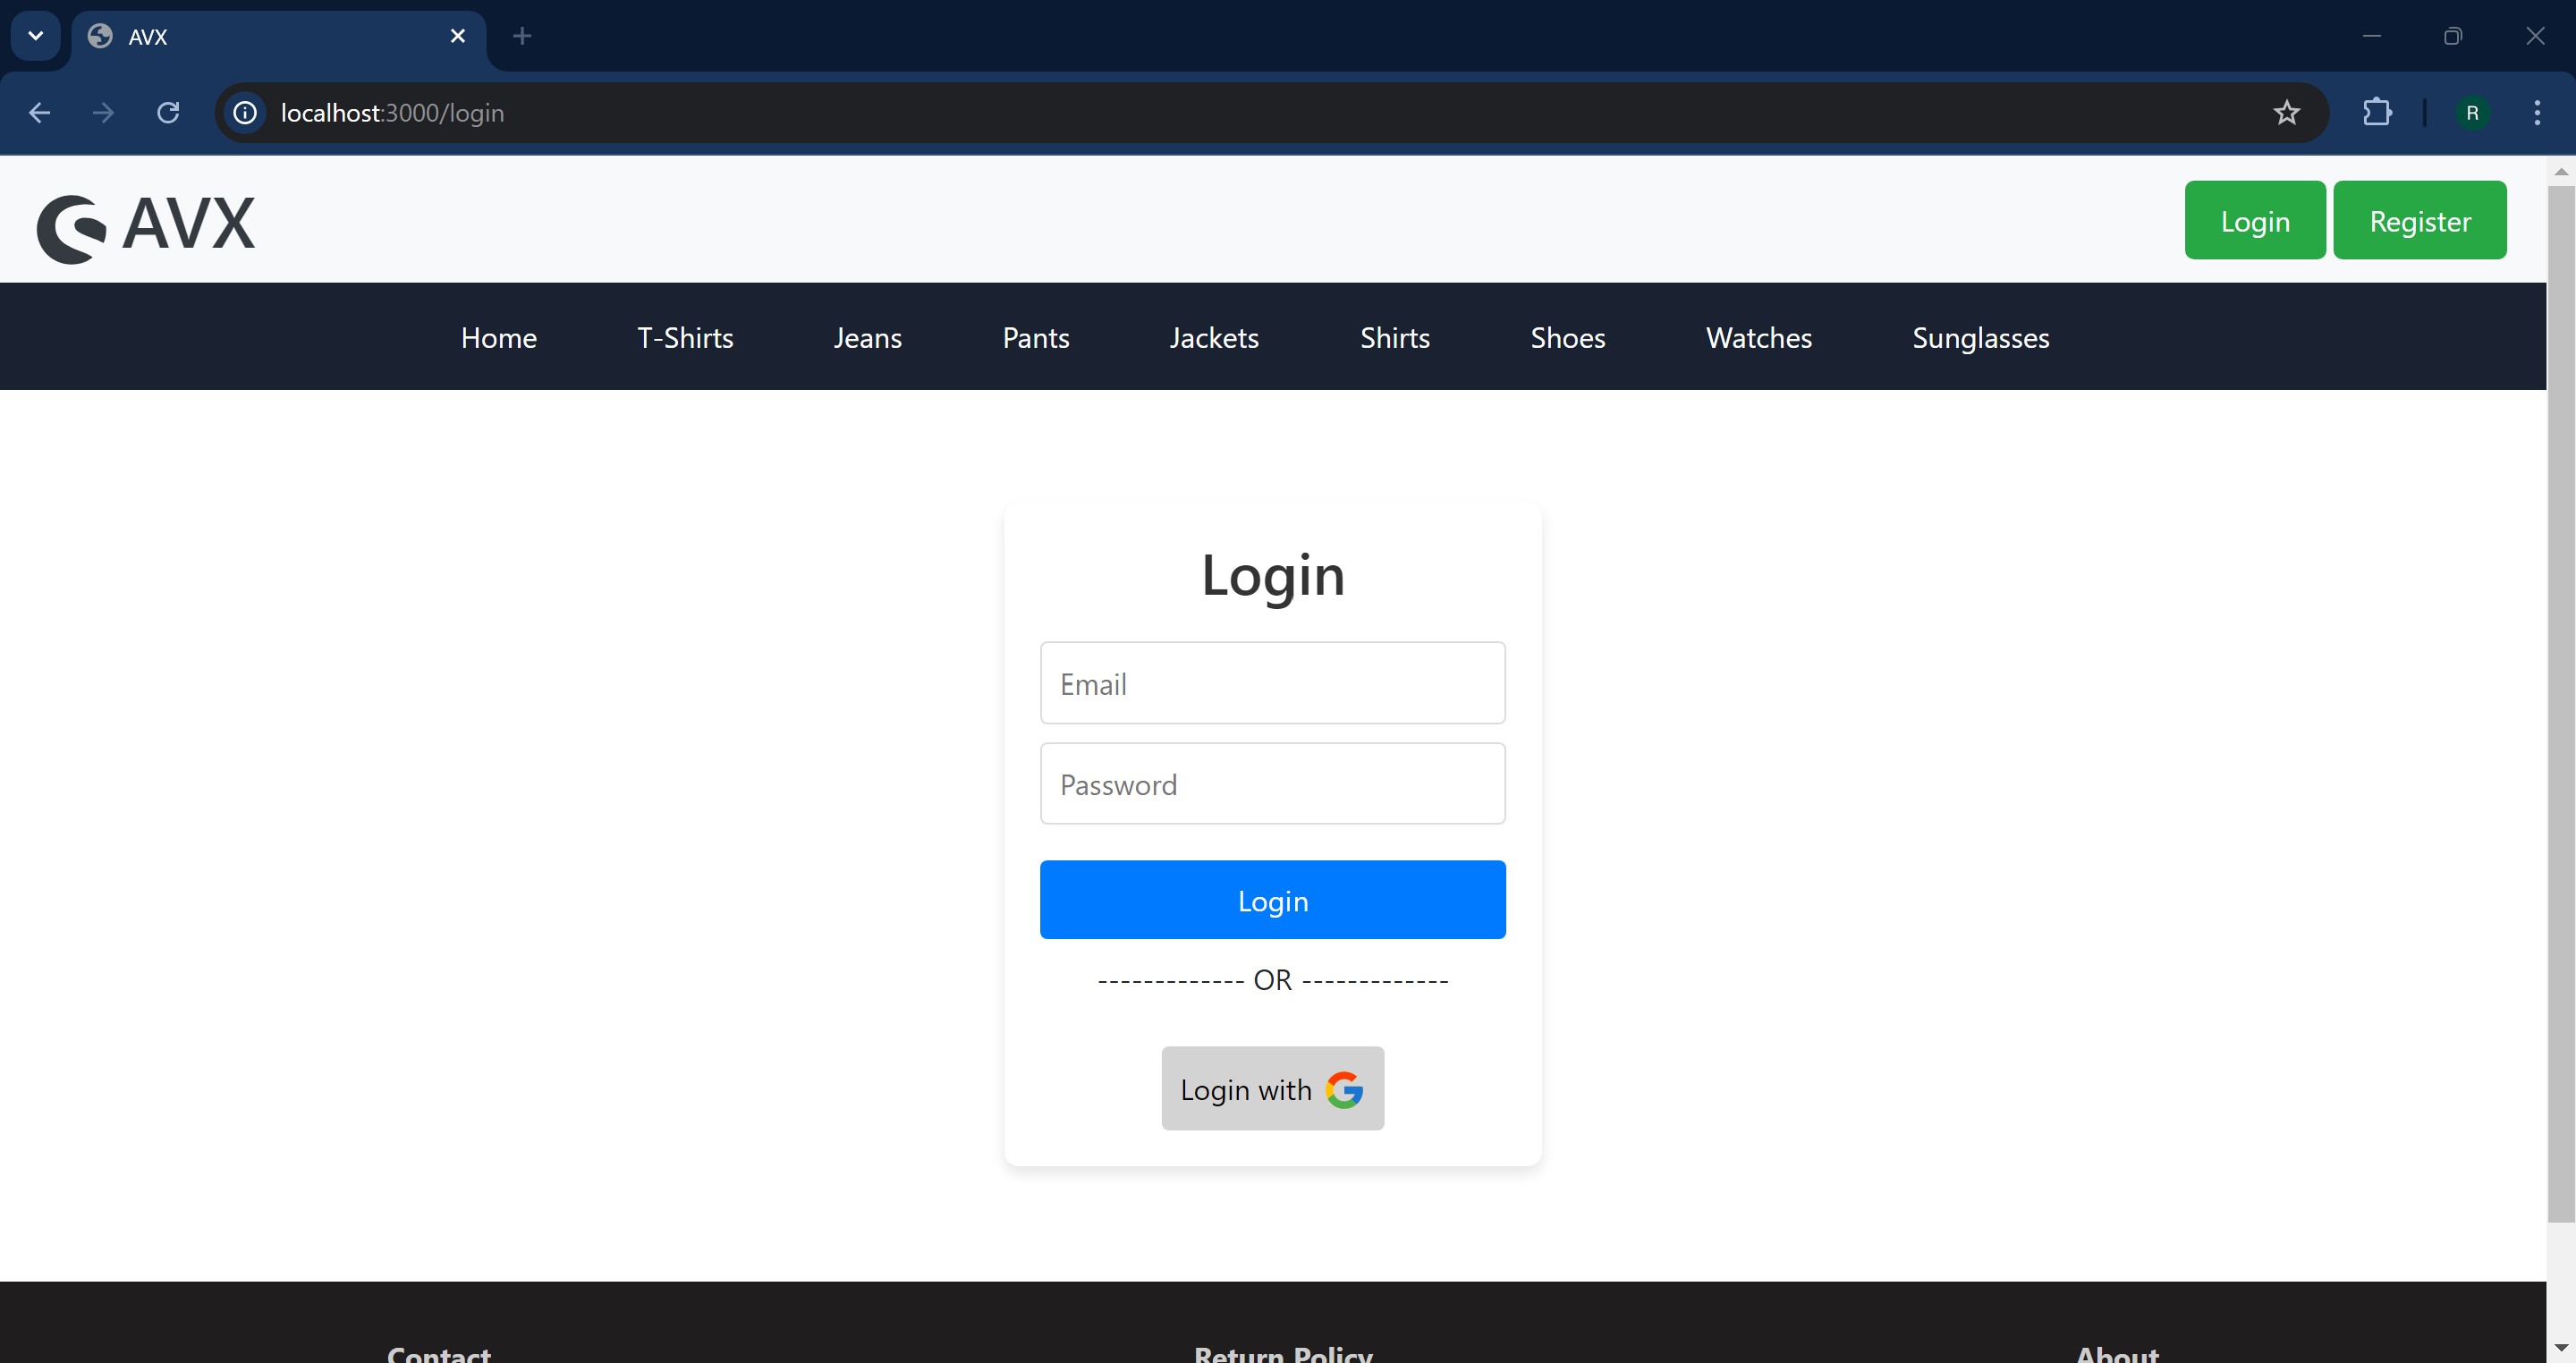 AVX
localhost:3000/login
R
AVX
Login Register
Home T-Shirts Jeans Pants Jackets Shirts Shoes Watches Sunglasses
Login
Email
Password
Login
------------- OR -------------
Login with
Contact Return Policy About